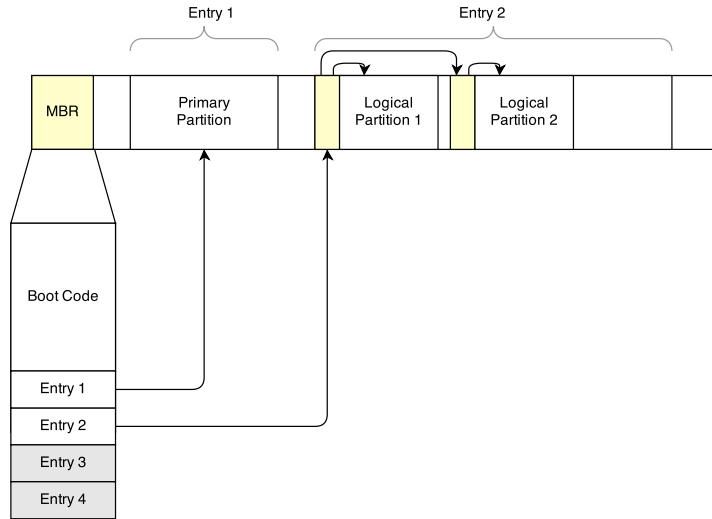 Entry 1
Entry 2
MBR
Primary
Partition
Logical
Partition 1
Logical
Partition 2
Boot Code
Entry 1
Entry 2
Entry 3
Entry 4